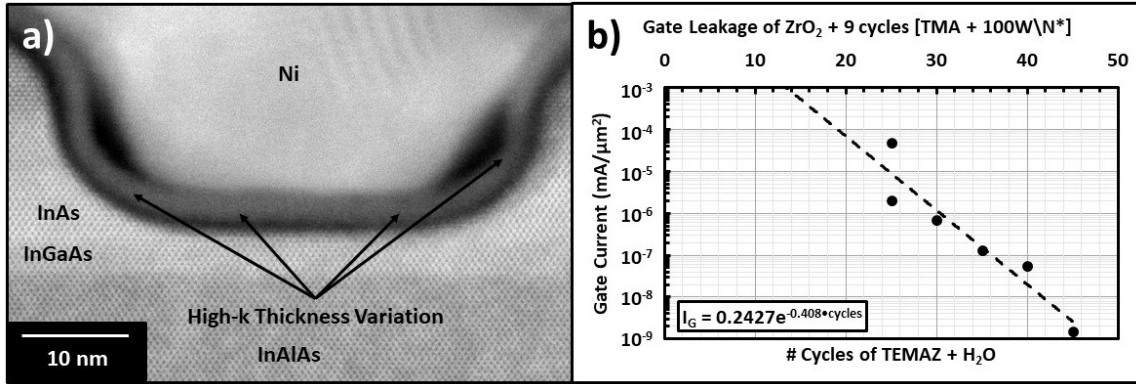 a)
Ni
InAs
InGaAs
High-k Thickness Variation
InAlAs
10 nm
b)
Gate Leakage of ZrO₂ + 9 cycles [TMA + 100W\N*]
0 10 20 30 40 50
Gate Current (mA/µm²)
10⁻³
10⁻⁴
10⁻⁵
10⁻⁶
10⁻⁷
10⁻⁸
10⁻⁹
I_G = 0.2427e^-0.408•cycles
# Cycles of TEMAZ + H₂O